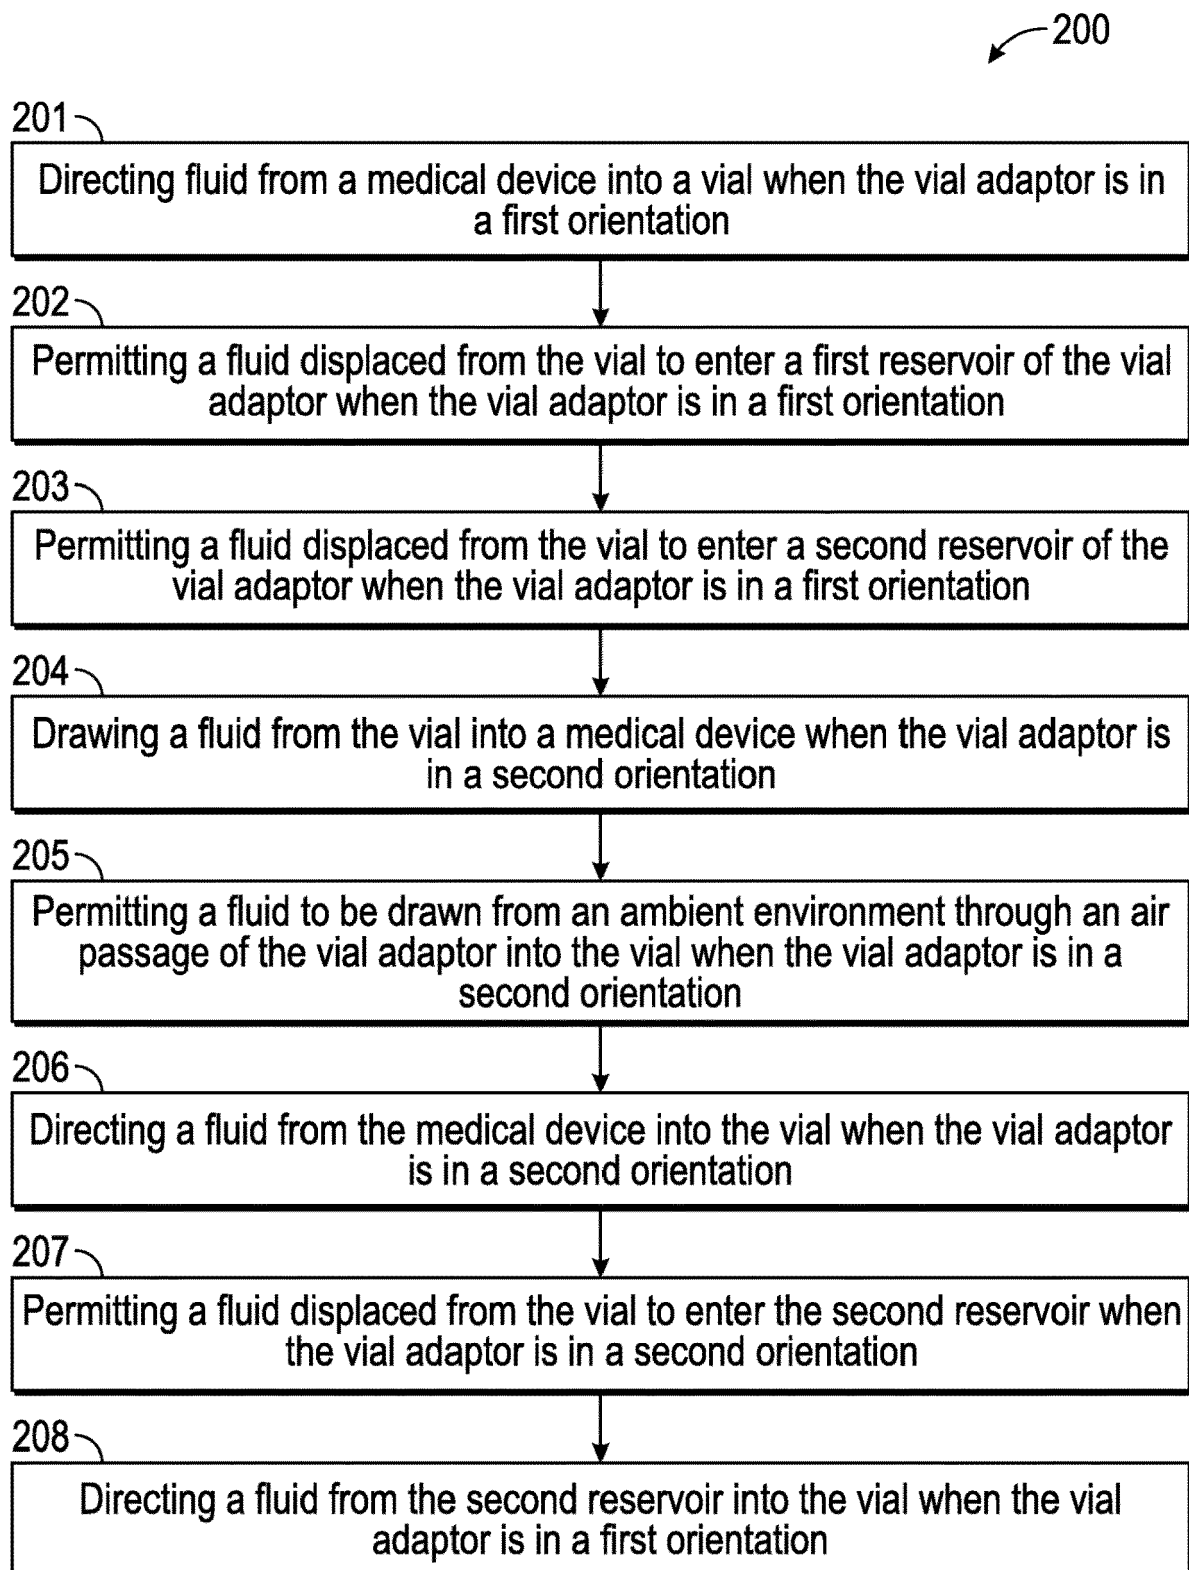 200
201
Directing fluid from a medical device into a vial when the vial adaptor is in
a first orientation
202
Permitting a fluid displaced from the vial to enter a first reservoir of the vial
adaptor when the vial adaptor is in a first orientation
203
Permitting a fluid displaced from the vial to enter a second reservoir of the
vial adaptor when the vial adaptor is in a first orientation
204
Drawing a fluid from the vial into a medical device when the vial adaptor is
in a second orientation
205
Permitting a fluid to be drawn from an ambient environment through an air
passage of the vial adaptor into the vial when the vial adaptor is in a
second orientation
206
Directing a fluid from the medical device into the vial when the vial adaptor
is in a second orientation
207
Permitting a fluid displaced from the vial to enter the second reservoir when
the vial adaptor is in a second orientation
208
Directing a fluid from the second reservoir into the vial when the vial
adaptor is in a first orientation